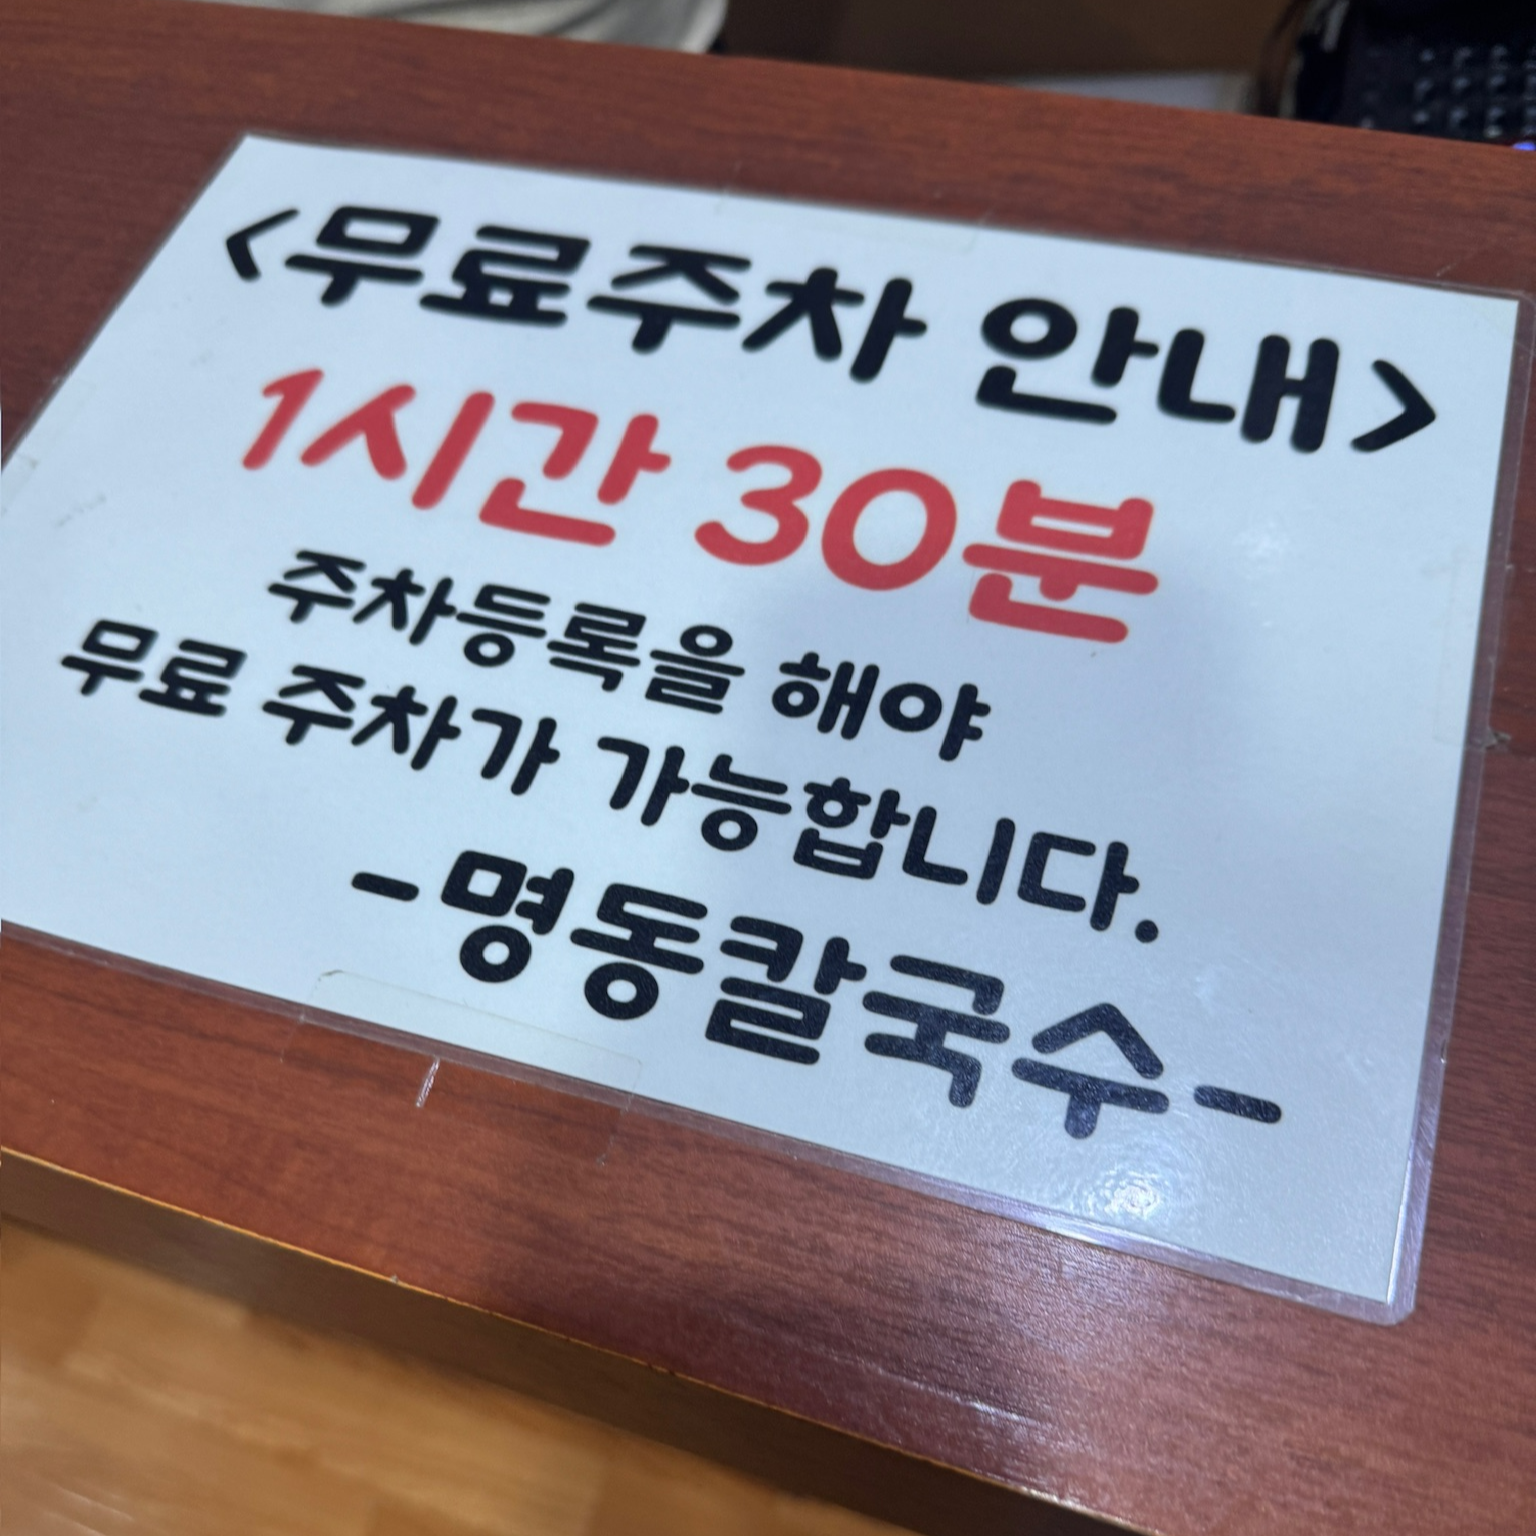 <무료주차 안내>
1시간 30분
주차등록을 해야
무료 주차가 가능합니다.
-명동칼국수-